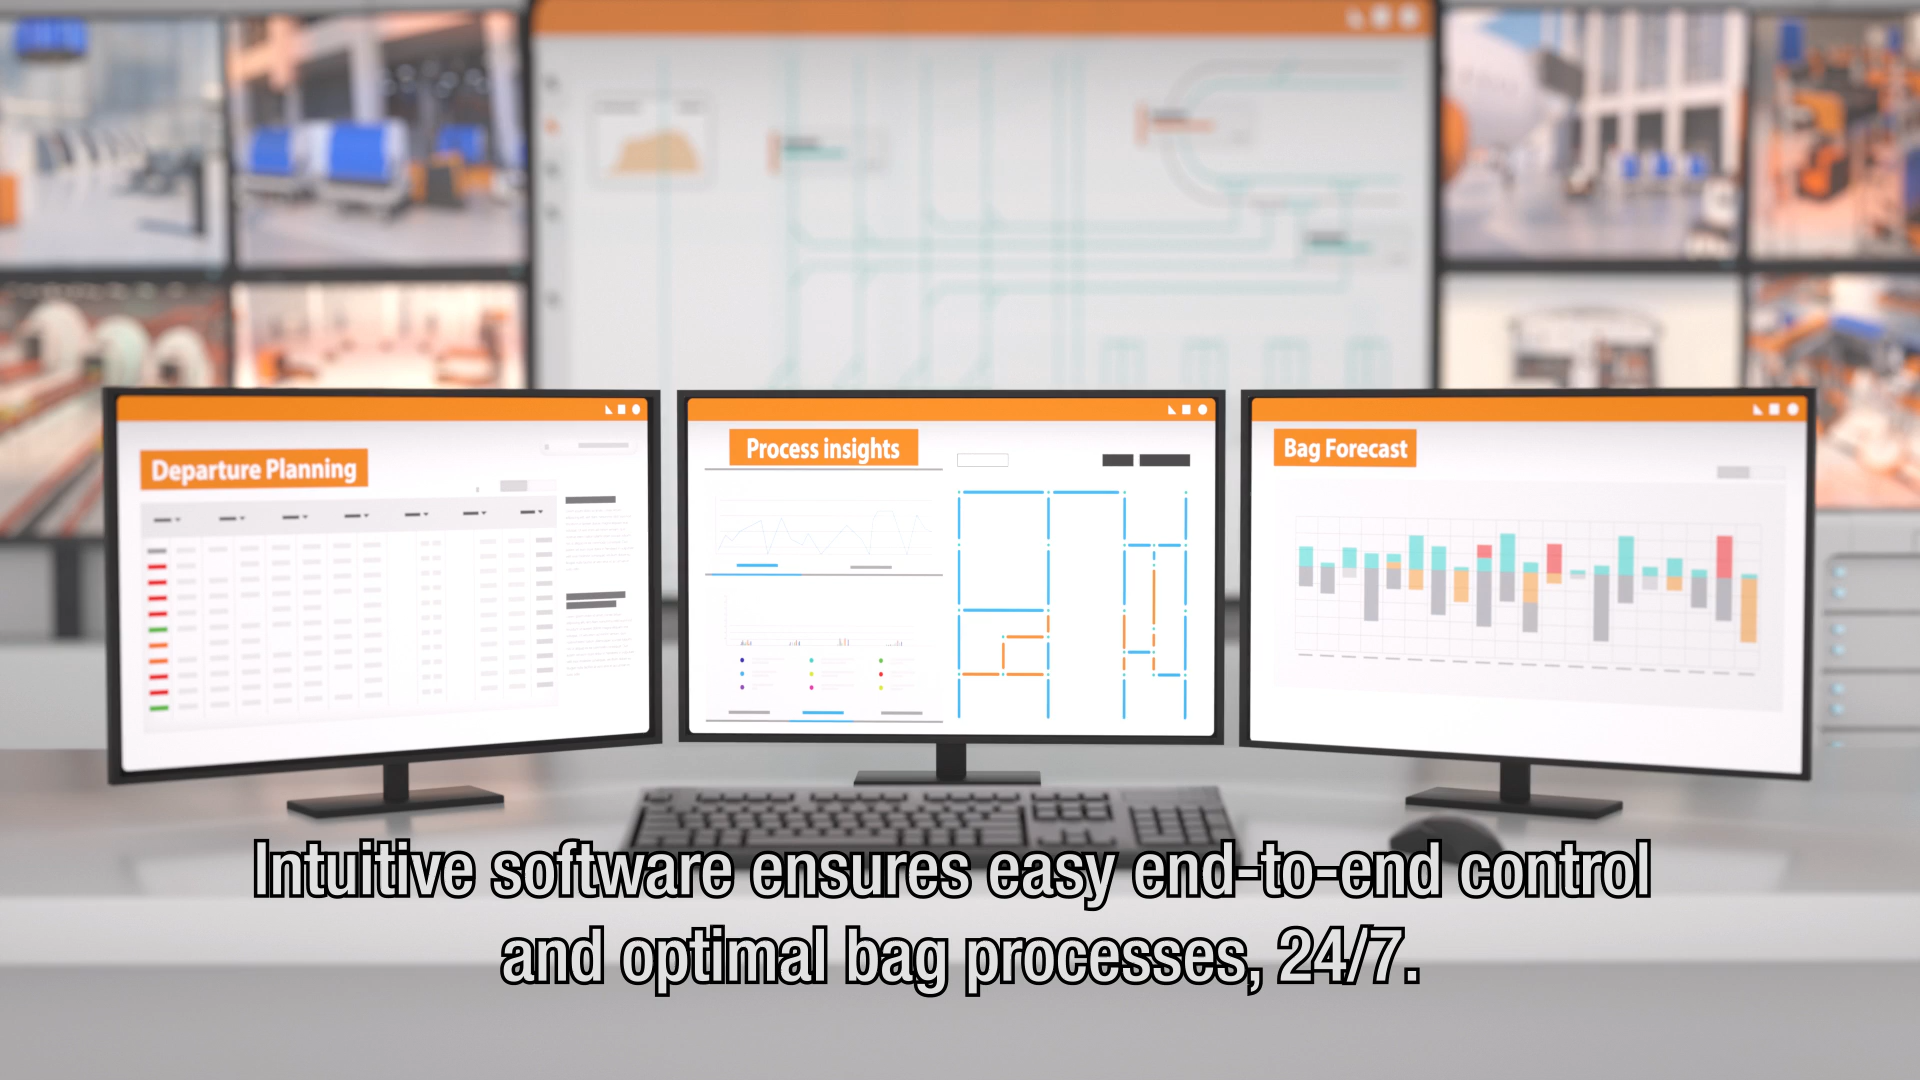 Departure Planning
Process insights
Bag Forecast
Intuitive software ensures easy end-to-end control
and optimal bag processes, 24/7.